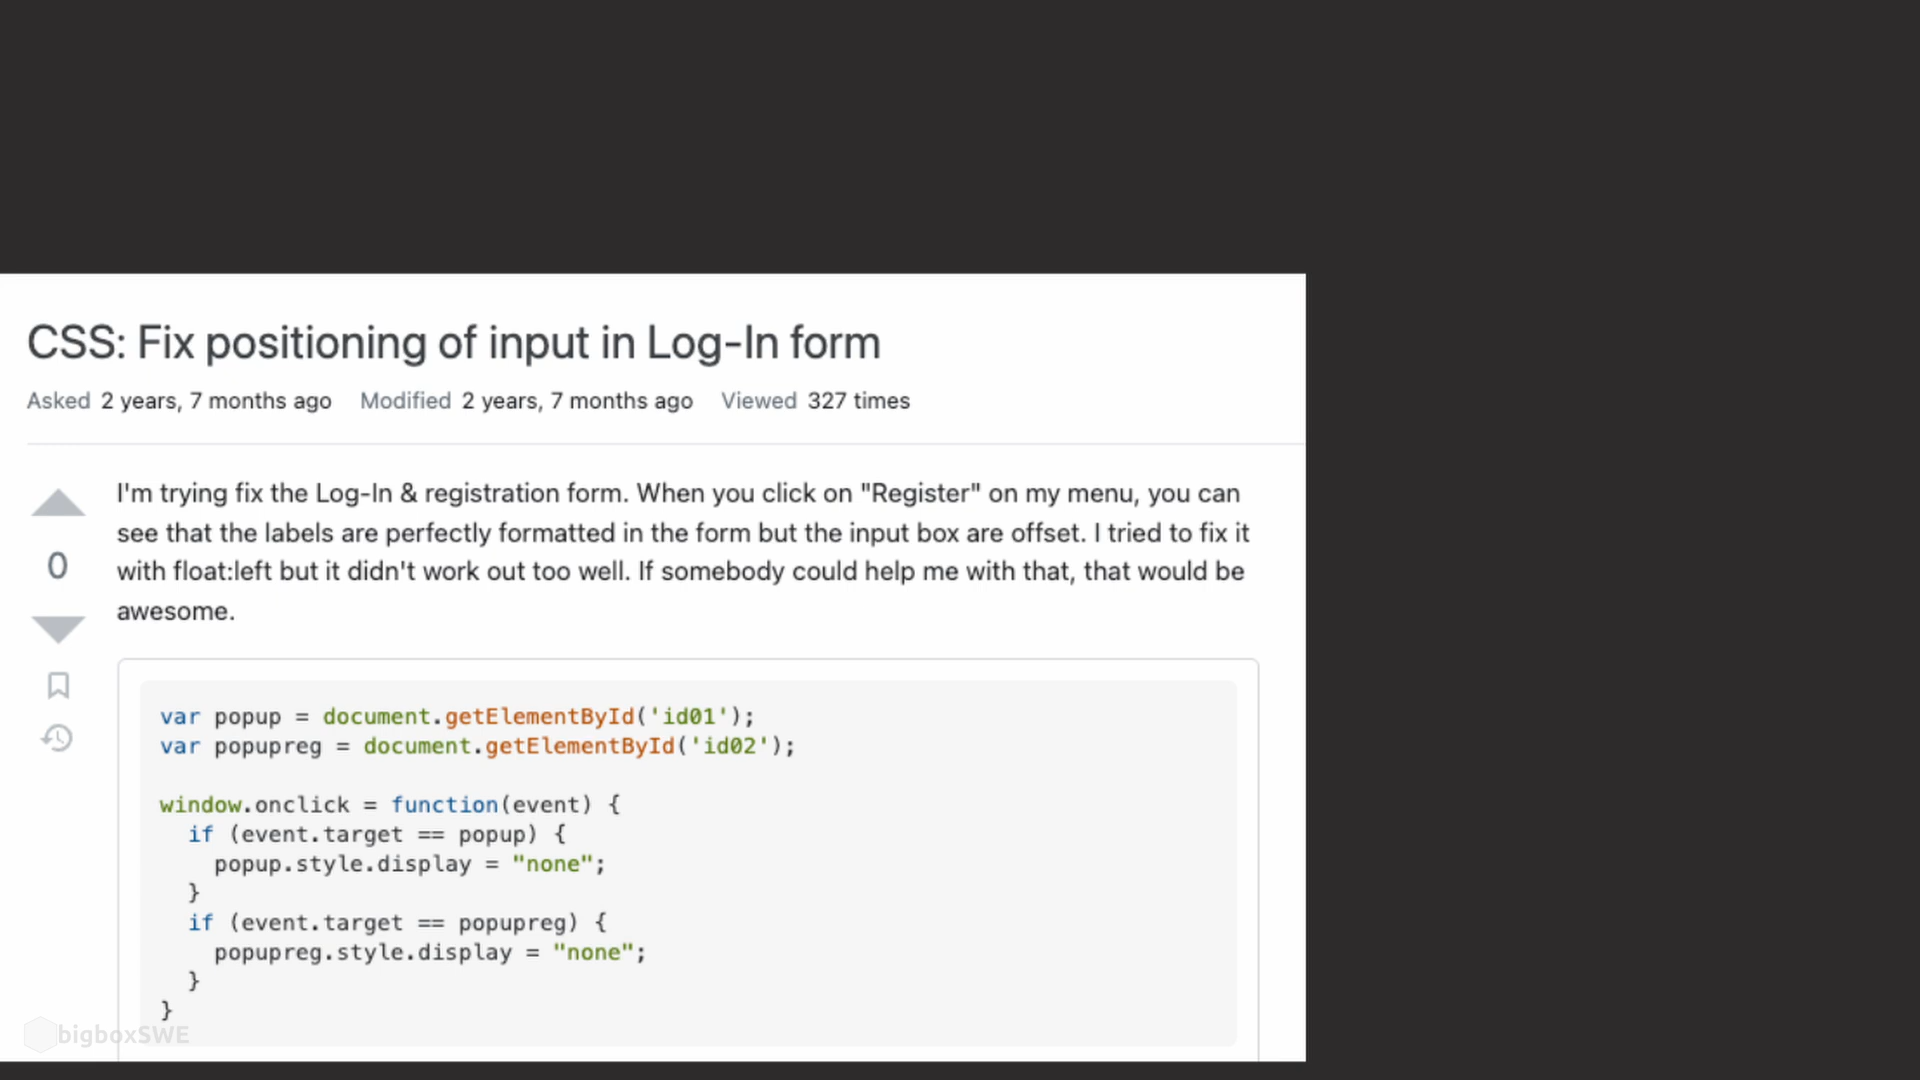 CSS: Fix positioning of input in Log-In form
Asked 2 years, 7 months ago Modified 2 years, 7 months ago Viewed 327 times
I'm trying fix the Log-In & registration form. When you click on "Register" on my menu, you can
see that the labels are perfectly formatted in the form but the input box are offset. I tried to fix it
with float:left but it didn't work out too well. If somebody could help me with that, that would be
awesome.
0
var popup = document.getElementById('id01');
var popupreg = document.getElementById('id02');
window.onclick = function(event) {
  if (event.target == popup) {
    popup.style.display = "none";
  }
  if (event.target == popupreg) {
    popupreg.style.display = "none";
  }
}
bigboxSWE